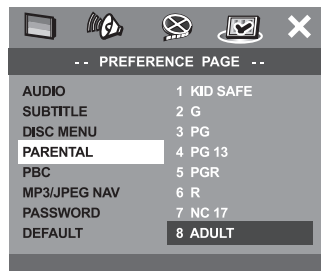 -- PREFERENCE PAGE --
AUDIO 1 KID SAFE
SUBTITLE 2 G
DISC MENU 3 PG
PARENTAL 4 PG 13
PBC 5 PGR
MP3/JPEG NAV 6 R
PASSWORD 7 NC 17
DEFAULT 8 ADULT